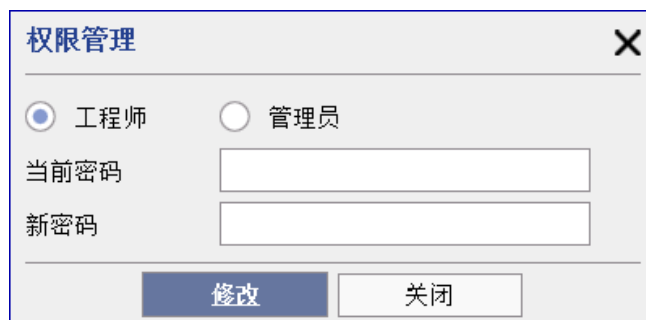 权限管理
工程师 管理员
当前密码
新密码
修改 关闭